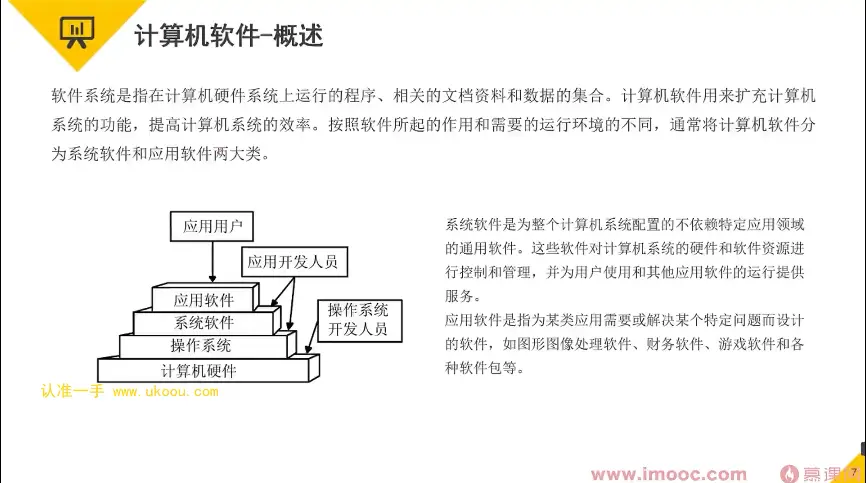 计算机软件-概述
软件系统是指在计算机硬件系统上运行的程序、相关的文档资料和数据的集合。计算机软件用来扩充计算机
系统的功能，提高计算机系统的效率。按照软件所起的作用和需要的运行环境的不同，通常将计算机软件分
为系统软件和应用软件两大类。
应用用户
应用开发人员
应用软件
系统软件
操作系统
计算机硬件
操作系统
开发人员
认准一手 www.ukoou.com
系统软件是为整个计算机系统配置的不依赖特定应用领域
的通用软件。这些软件对计算机系统的硬件和软件资源进
行控制和管理，并为用户使用和其他应用软件的运行提供
服务。
应用软件是指为某类应用需要或解决某个特定问题而设计
的软件，如图形图像处理软件、财务软件、游戏软件和各
种软件包等。
www.imooc.com
慕课
7